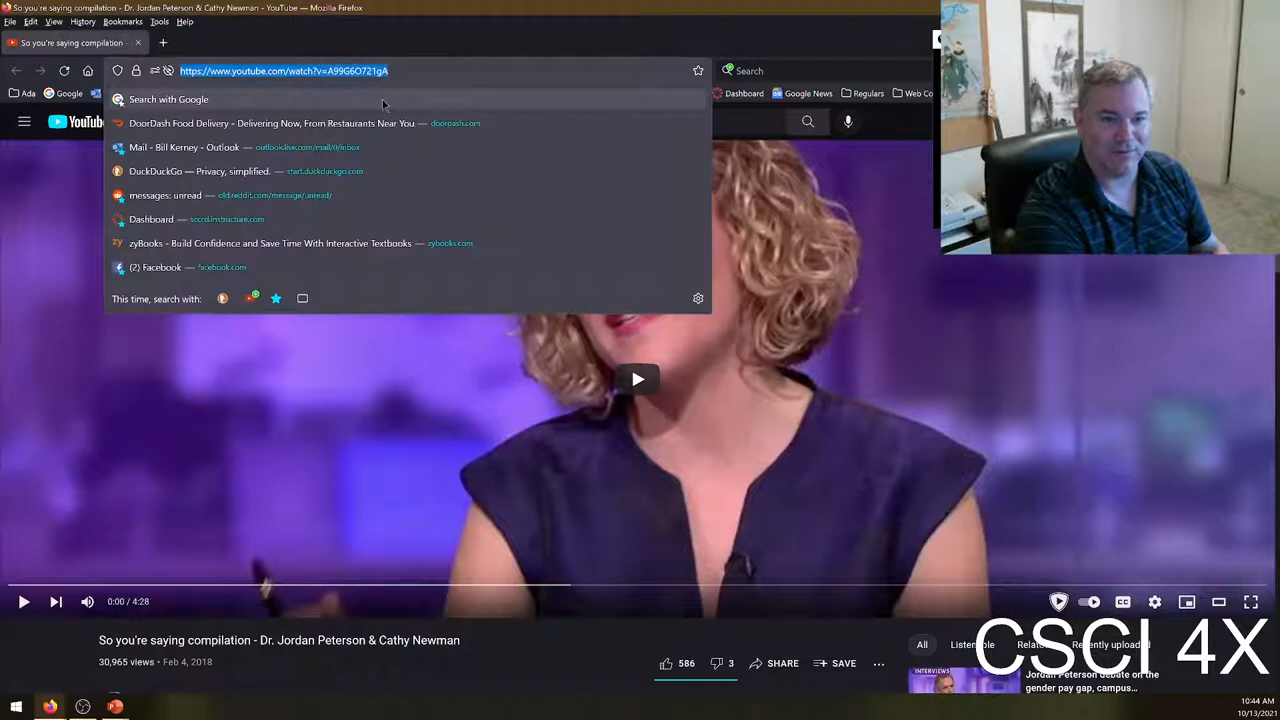 So you're saying compilation - Dr. Jordan Peterson & Cathy Newman - YouTube — Mozilla Firefox
File Edit View History Bookmarks Tools Help
So you're saying compilation
https://www.youtube.com/watch?v=A99G6O721gA
Search
Ada Google Dashboard Google News Regulars Web Co
Search with Google
DoorDash Food Delivery - Delivering Now, From Restaurants Near You — doordash.com
Mail - Bill Kerney - Outlook — outlook.live.com/mail/0/inbox
DuckDuckGo — Privacy, simplified. — start.duckduckgo.com
messages: unread — old.reddit.com/message/unread/
Dashboard — scccd.instructure.com
zyBooks - Build Confidence and Save Time With Interactive Textbooks — zybooks.com
(2) Facebook — facebook.com
This time, search with:
YouTub
0:00 / 4:28
CC
So you're saying compilation - Dr. Jordan Peterson & Cathy Newman
30,965 views • Feb 4, 2018
586 3 SHARE SAVE
All Listenable Related Recently uploaded
CSCI 4X
INTERVIEWS
Jordan Peterson debate on the
gender pay gap, campus...
10:44 AM
10/13/2021